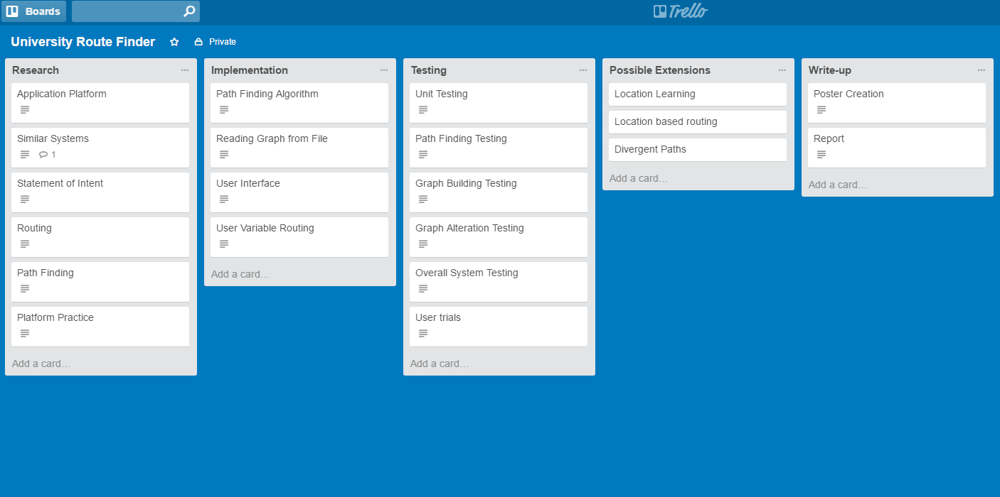 Boards
Trello
University Route Finder Private
Research
Application Platform
Similar Systems
1
Statement of Intent
Routing
Path Finding
Platform Practice
Add a card…
Implementation
Path Finding Algorithm
Reading Graph from File
User Interface
User Variable Routing
Add a card…
Testing
Unit Testing
Path Finding Testing
Graph Building Testing
Graph Alteration Testing
Overall System Testing
User trials
Add a card…
Possible Extensions
Location Learning
Location based routing
Divergent Paths
Add a card…
Write-up
Poster Creation
Report
Add a card…